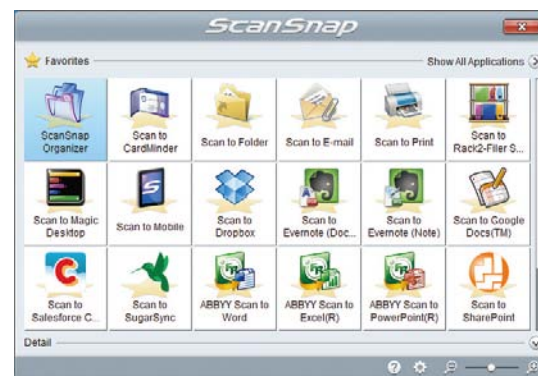 ScanSnap
Favorites
Show All Applications
ScanSnap
Organizer
Scan to
CardMinder
Scan to Folder
Scan to E-mail
Scan to Print
Scan to
Rack2-Filer S...
Scan to Magic
Desktop
Scan to Mobile
Scan to
Dropbox
Scan to
Evernote (Doc...
Scan to
Evernote (Note)
Scan to Google
Docs(TM)
Scan to
Salesforce C...
Scan to
SugarSync
ABBYY Scan to
Word
ABBYY Scan to
Excel(R)
ABBYY Scan to
PowerPoint(R)
Scan to
SharePoint
Detail